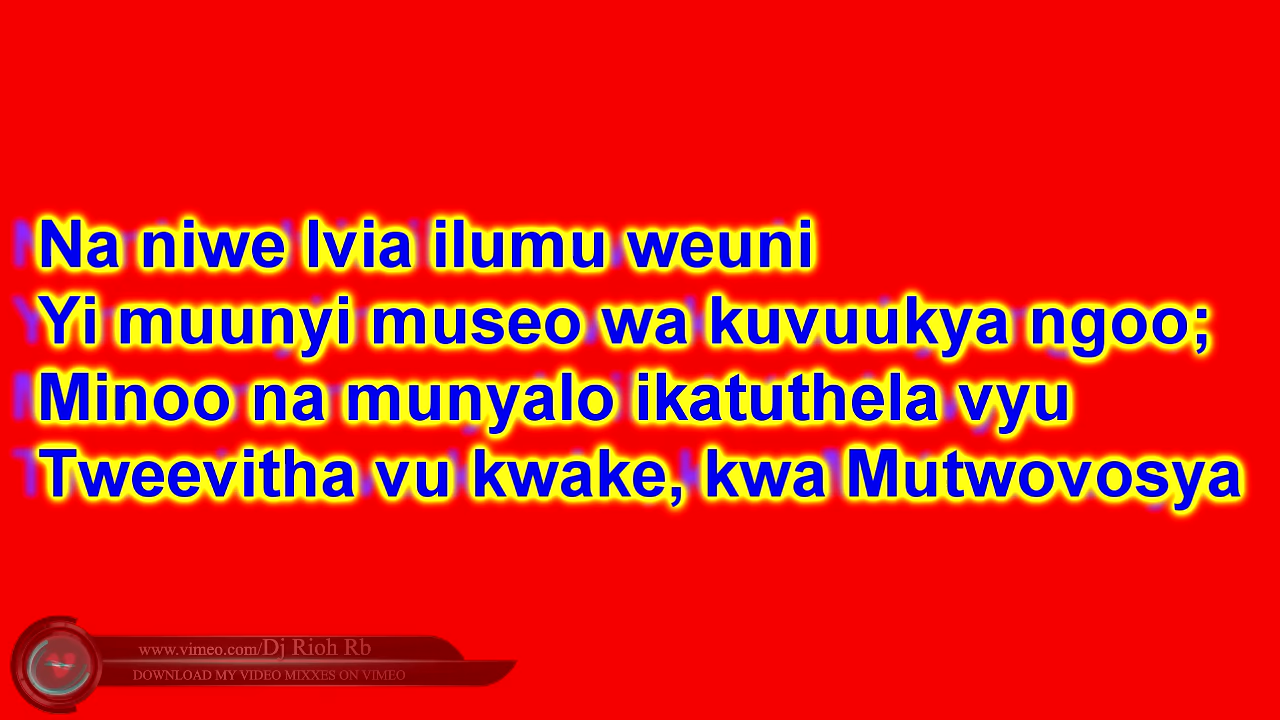 Na niwe Ivia ilumu weuni
Yi muunyi museo wa kuvuukya ngoo;
Minoo na munyalo ikatuthela vyu
Tweevitha vu kwake, kwa Mutwovosya
www.vimeo.com/Dj Rioh Rb
DOWNLOAD MY VIDEO MIXXES ON VIMEO